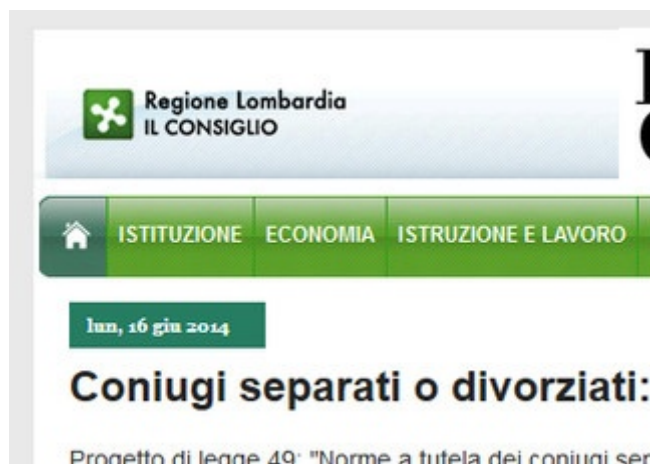 Regione Lombardia
IL CONSIGLIO
ISTITUZIONE ECONOMIA ISTRUZIONE E LAVORO
lun, 16 giu 2014
Coniugi separati o divorziati:
Progetto di legge 49: "Norme a tutela dei coniugi